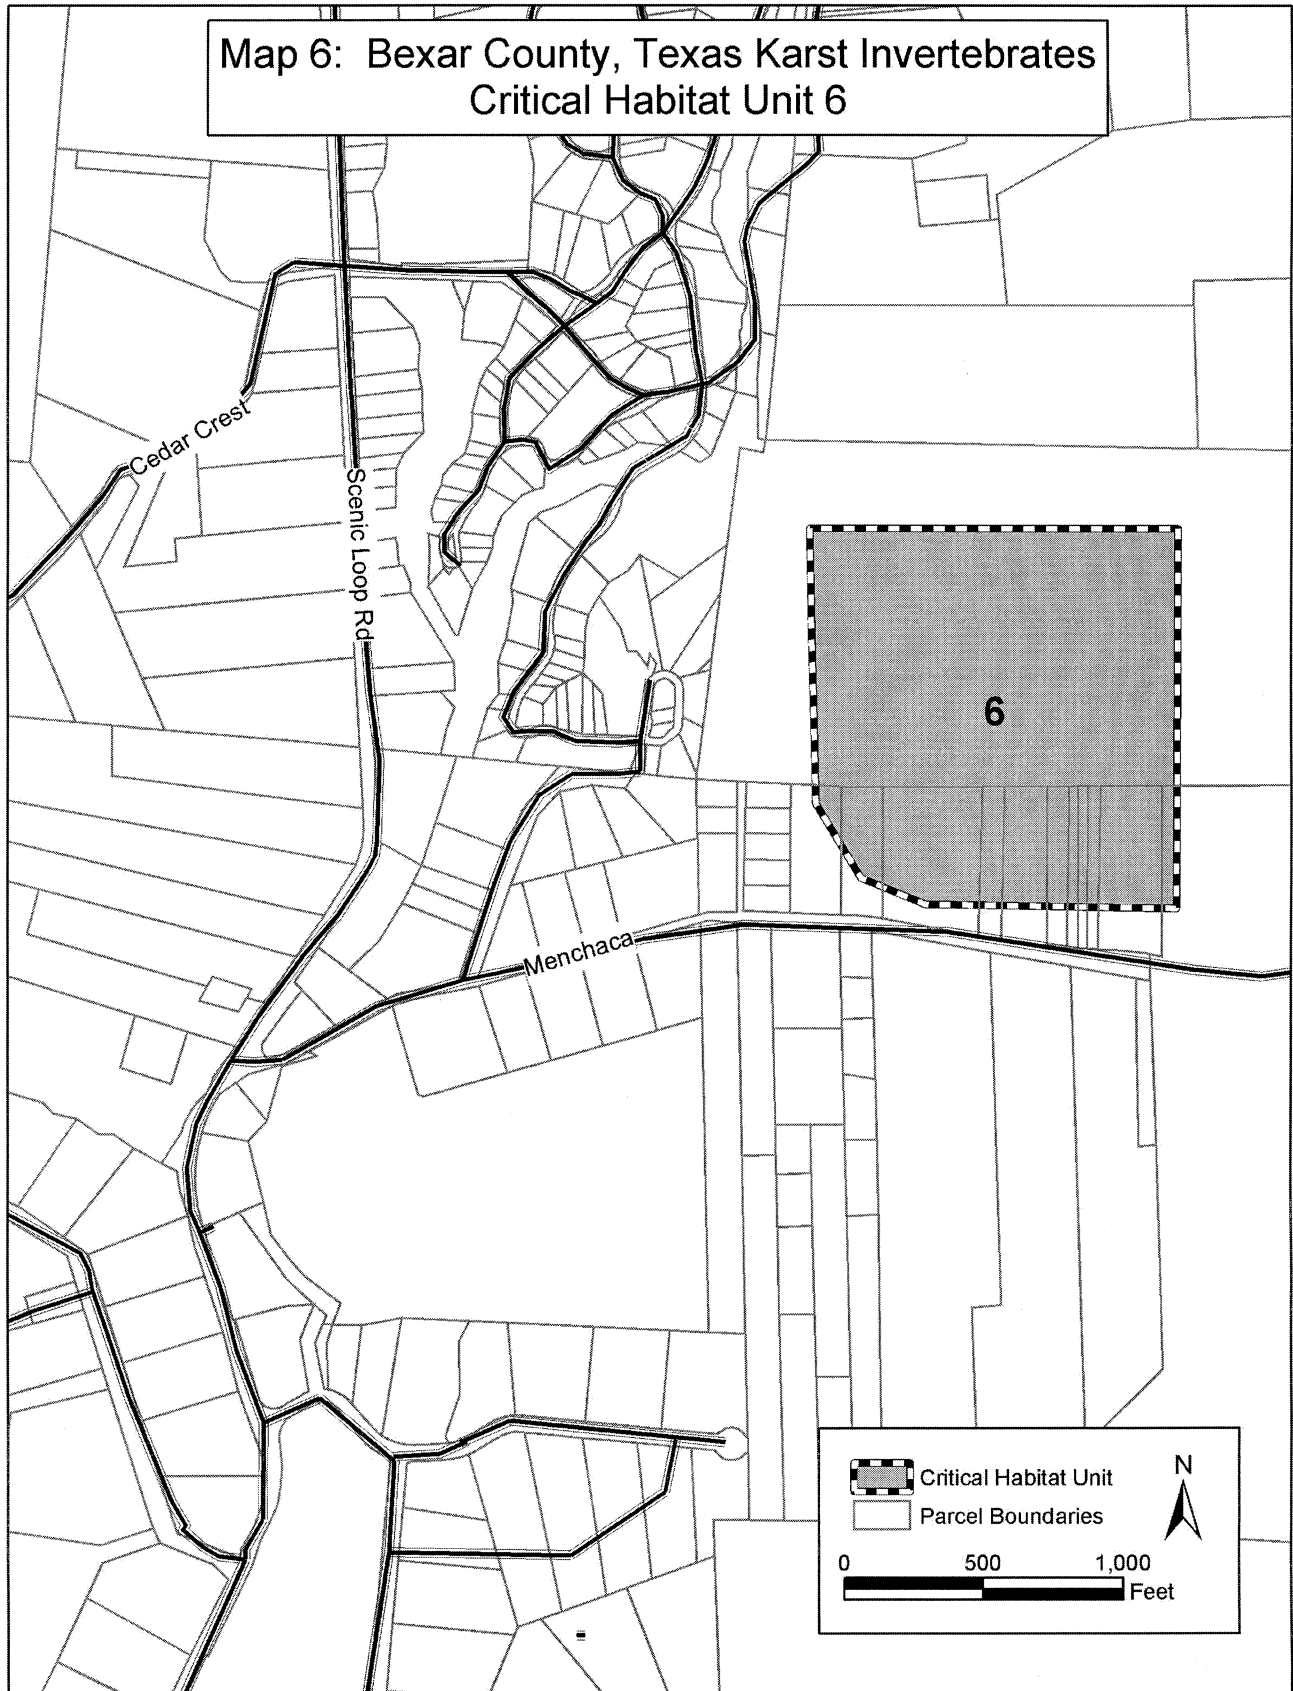 Map 6: Bexar County, Texas Karst Invertebrates
Critical Habitat Unit 6
Cedar Crest
Scenic Loop Rd
6
Menchaca
Critical Habitat Unit
Parcel Boundaries
N
0 500 1,000
Feet